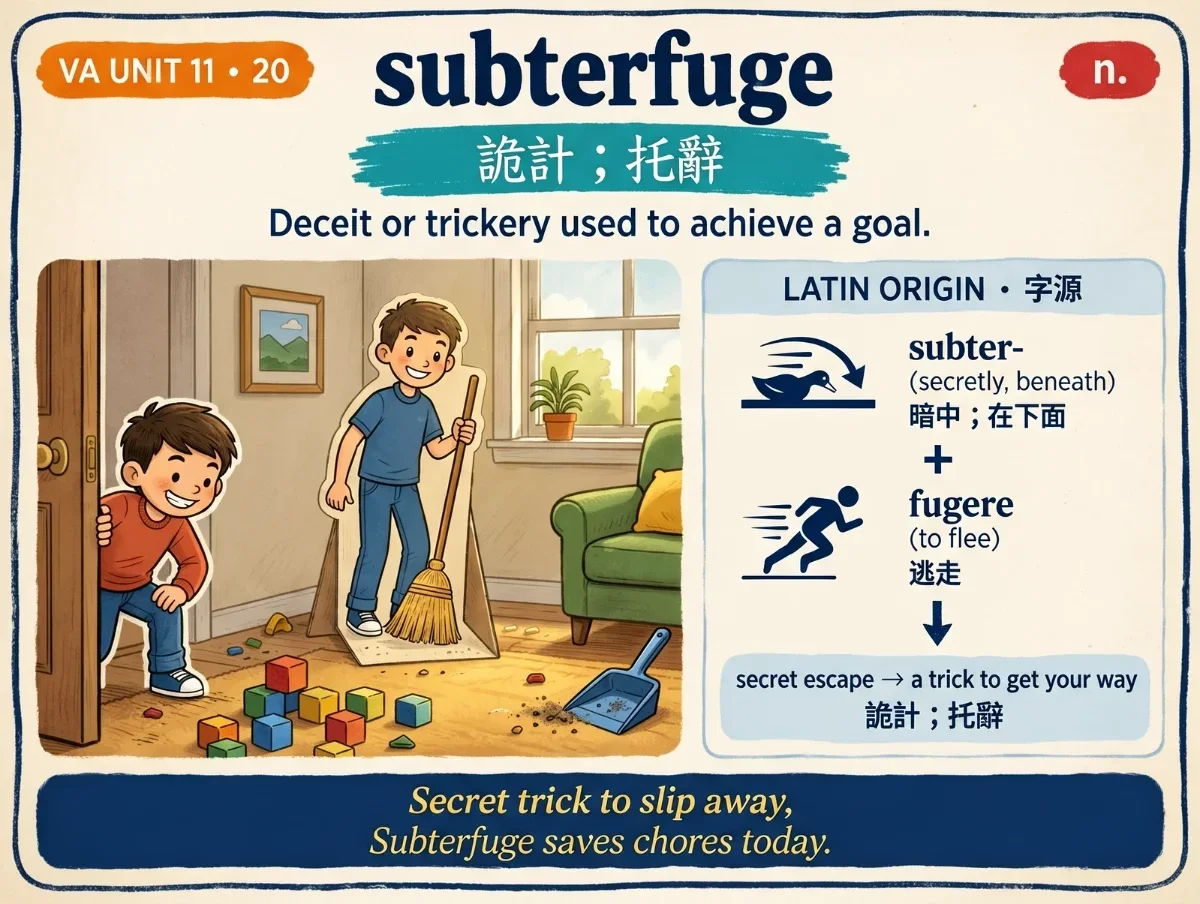 VA UNIT 11 • 20
subterfuge
n.
詭計；托辭
Deceit or trickery used to achieve a goal.
LATIN ORIGIN • 字源
subter-
(secretly, beneath)
暗中；在下面
+
fugere
(to flee)
逃走
secret escape → a trick to get your way
詭計；托辭
Secret trick to slip away,
Subterfuge saves chores today.